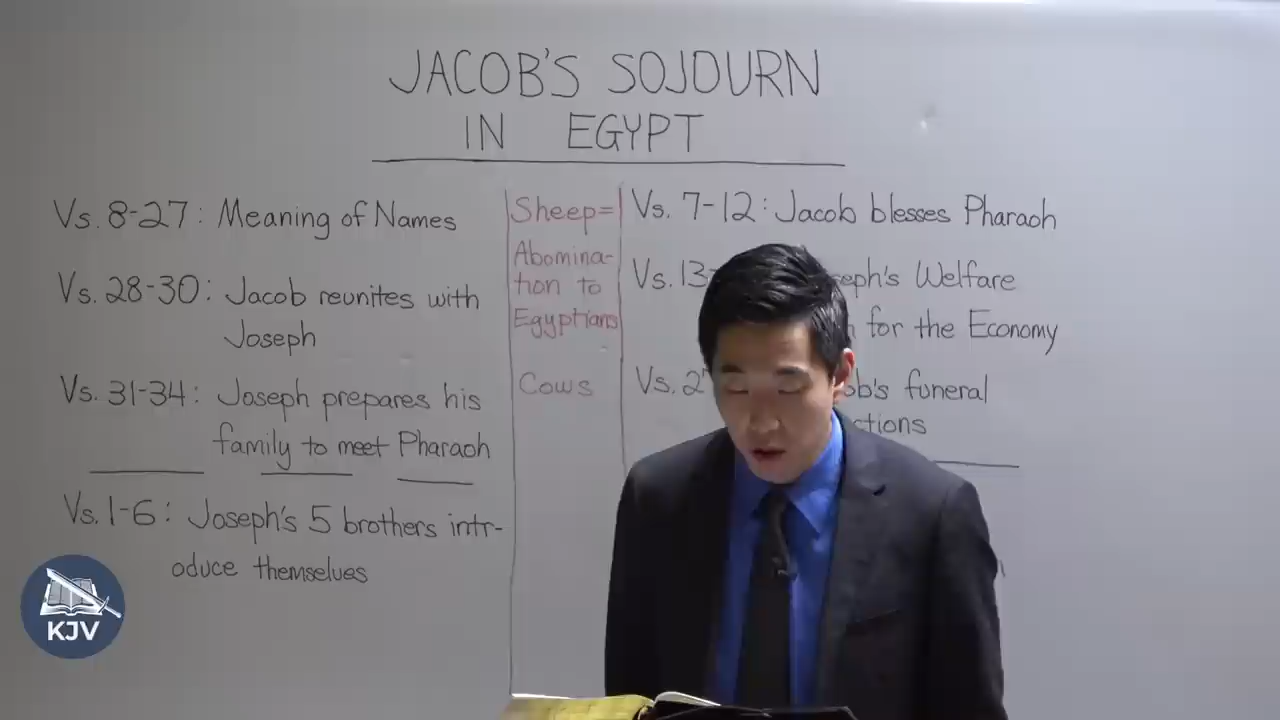 JACOB'S SOJOURN
IN EGYPT
Vs. 8-27: Meaning of Names
Vs. 28-30: Jacob reunites with
Joseph
Vs. 31-34: Joseph prepares his
family to meet Pharaoh
Vs. 1-6: Joseph's 5 brothers intr-
oduce themselves
Sheep=
Abomina-
tion to
Egyptians
Cows
Vs. 7-12: Jacob blesses Pharaoh
Vs. 13- Welfare
for the Economy
Vs. funeral
KJV